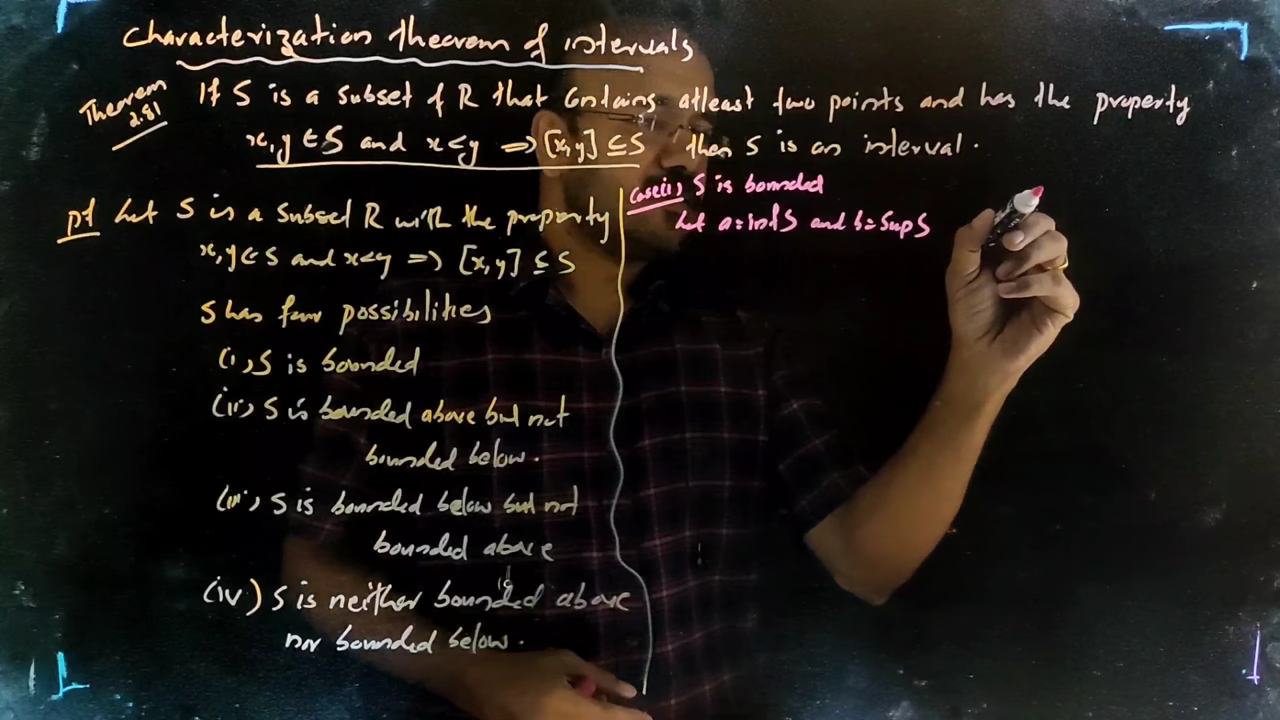 Characterization theorem of intervals
Theorem
2.81
If S is a subset of R that contains atleast two points and has the property
x,y ∈ S and x<y ⇒ [x,y] ⊆ S then S is an interval.
pf Let S is a subset R with the property
x,y ∈ S and x<y ⇒ [x,y] ⊆ S
S has four possibilities
(i) S is bounded
(ii) S is bounded above but not
bounded below.
(iii) S is bounded below but not
bounded above
(iv) S is neither bounded above
nor bounded below.
S is bounded
Let a=inf S and b=Sup S